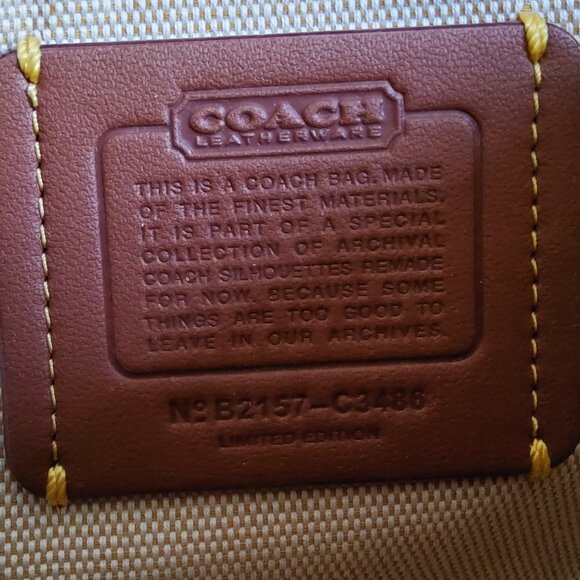 COACH
LEATHERWARE
THIS IS A COACH BAG. MADE
OF THE FINEST MATERIALS,
IT IS PART OF A SPECIAL
COLLECTION OF ARCHIVAL
COACH SILHOUETTES REMADE
FOR NOW. BECAUSE SOME
THINGS ARE TOO GOOD TO
LEAVE IN OUR ARCHIVES.
Nº B2157-C3486
LIMITED EDITION